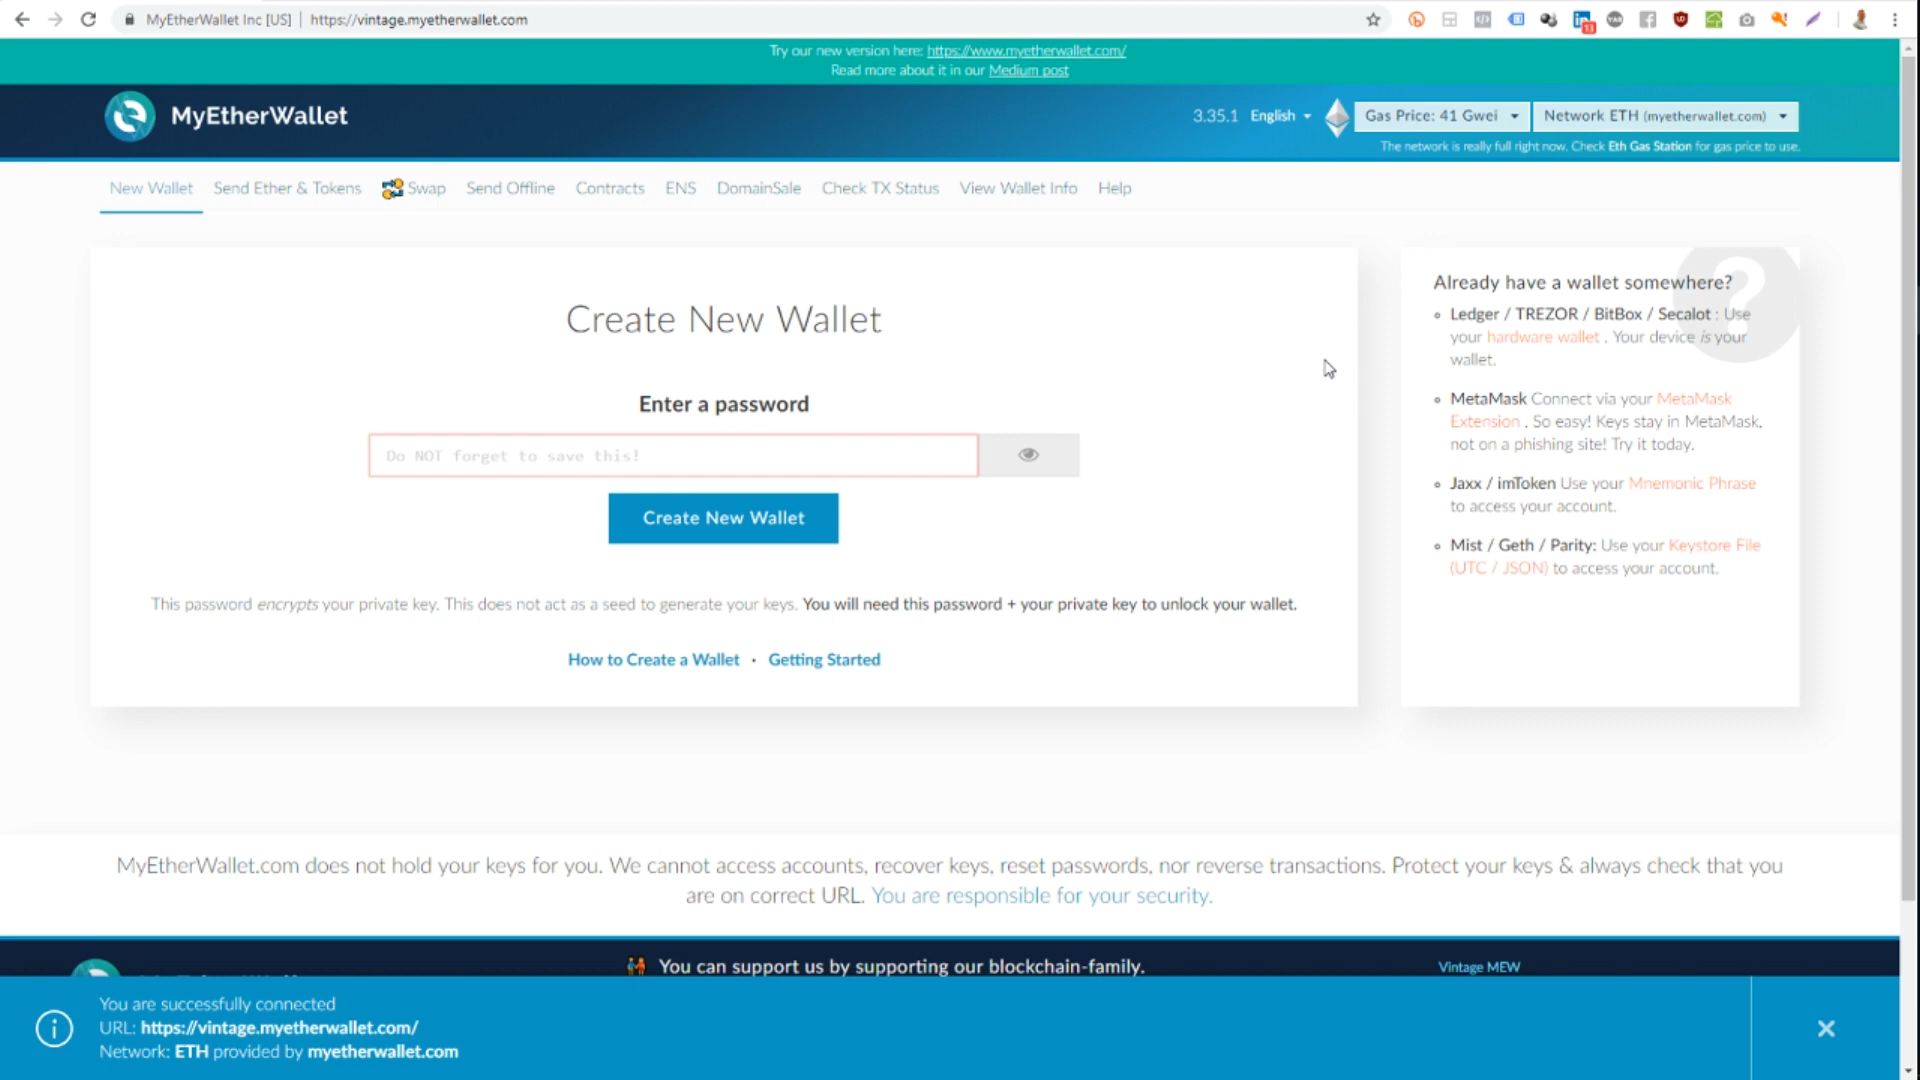 MyEtherWallet Inc [US] | https://vintage.myetherwallet.com
13
Try our new version here: https://www.myetherwallet.com/
Read more about it in our Medium post
MyEtherWallet
3.35.1 English
Gas Price: 41 Gwei
Network ETH (myetherwallet.com)
The network is really full right now. Check Eth Gas Station for gas price to use.
New Wallet Send Ether & Tokens Swap Send Offline Contracts ENS DomainSale Check TX Status View Wallet Info Help
Create New Wallet
Enter a password
Do NOT forget to save this!
Create New Wallet
This password encrypts your private key. This does not act as a seed to generate your keys. You will need this password + your private key to unlock your wallet.
How to Create a Wallet · Getting Started
Already have a wallet somewhere?
Ledger / TREZOR / BitBox / Secalot : Use
your hardware wallet . Your device is your
wallet.
MetaMask Connect via your MetaMask
Extension . So easy! Keys stay in MetaMask,
not on a phishing site! Try it today.
Jaxx / imToken Use your Mnemonic Phrase
to access your account.
Mist / Geth / Parity: Use your Keystore File
(UTC / JSON) to access your account.
MyEtherWallet.com does not hold your keys for you. We cannot access accounts, recover keys, reset passwords, nor reverse transactions. Protect your keys & always check that you
are on correct URL. You are responsible for your security.
You can support us by supporting our blockchain-family.
Vintage MEW
You are successfully connected
URL: https://vintage.myetherwallet.com/
Network: ETH provided by myetherwallet.com